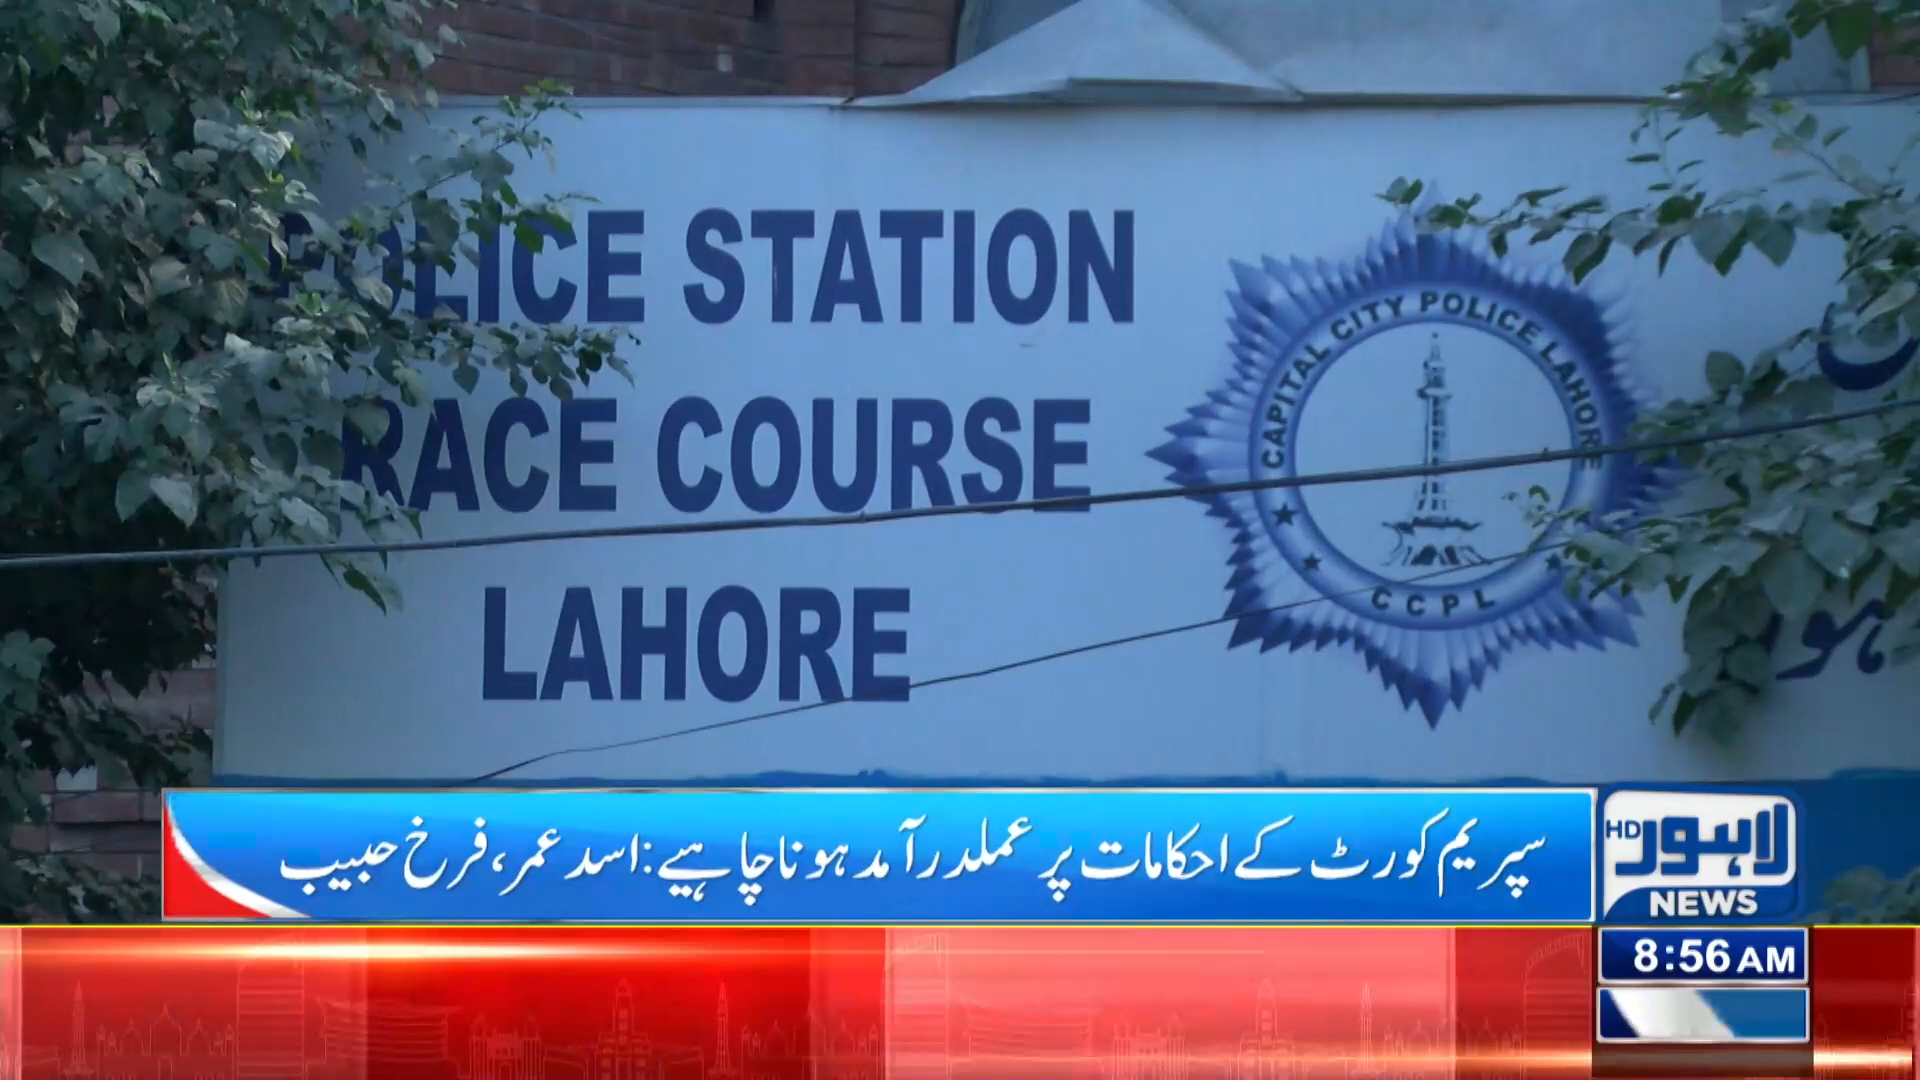 POLICE STATION
RACE COURSE
LAHORE
CAPITAL CITY POLICE LAHORE
CCPL
سپریم کورٹ کے احکامات پر عملدرآمد ہونا چاہیے: اسد عمر، فرخ حبیب
لاہور HD
NEWS
8:56 AM